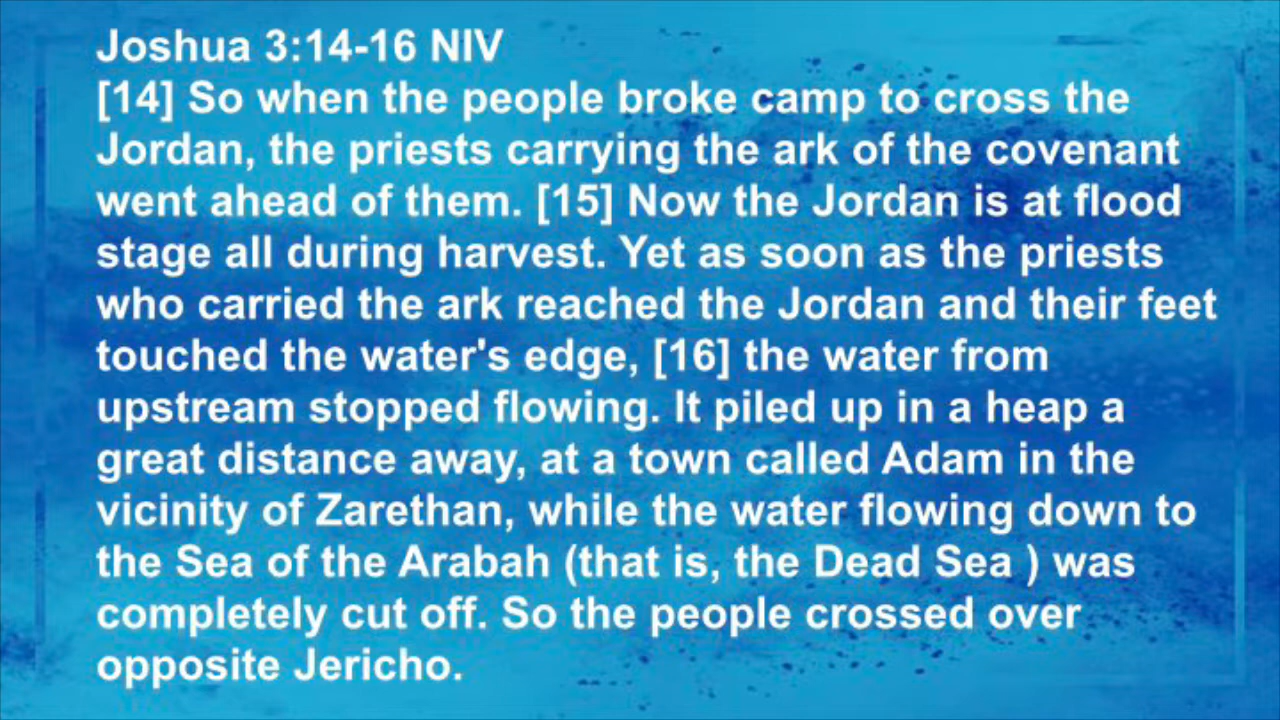 Joshua 3:14-16 NIV
[14] So when the people broke camp to cross the
Jordan, the priests carrying the ark of the covenant
went ahead of them. [15] Now the Jordan is at flood
stage all during harvest. Yet as soon as the priests
who carried the ark reached the Jordan and their feet
touched the water's edge, [16] the water from
upstream stopped flowing. It piled up in a heap a
great distance away, at a town called Adam in the
vicinity of Zarethan, while the water flowing down to
the Sea of the Arabah (that is, the Dead Sea ) was
completely cut off. So the people crossed over
opposite Jericho.